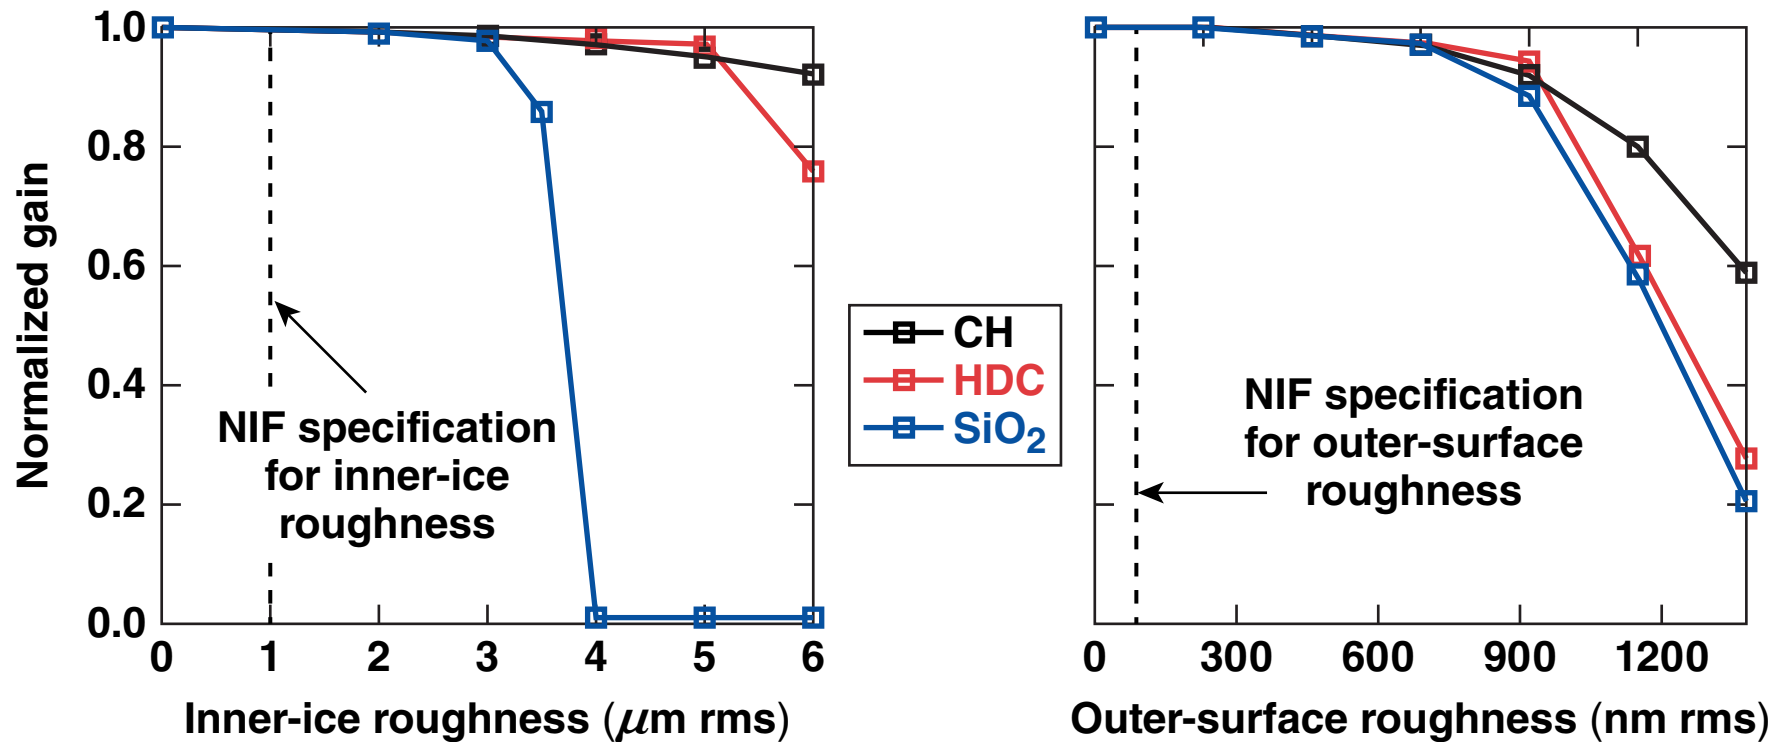 Normalized gain
1.0
0.8
0.6
0.4
0.2
0.0
0 1 2 3 4 5 6
Inner-ice roughness (μm rms)
NIF specification
for inner-ice
roughness
CH
HDC
SiO₂
NIF specification
for outer-surface
roughness
0 300 600 900 1200
Outer-surface roughness (nm rms)